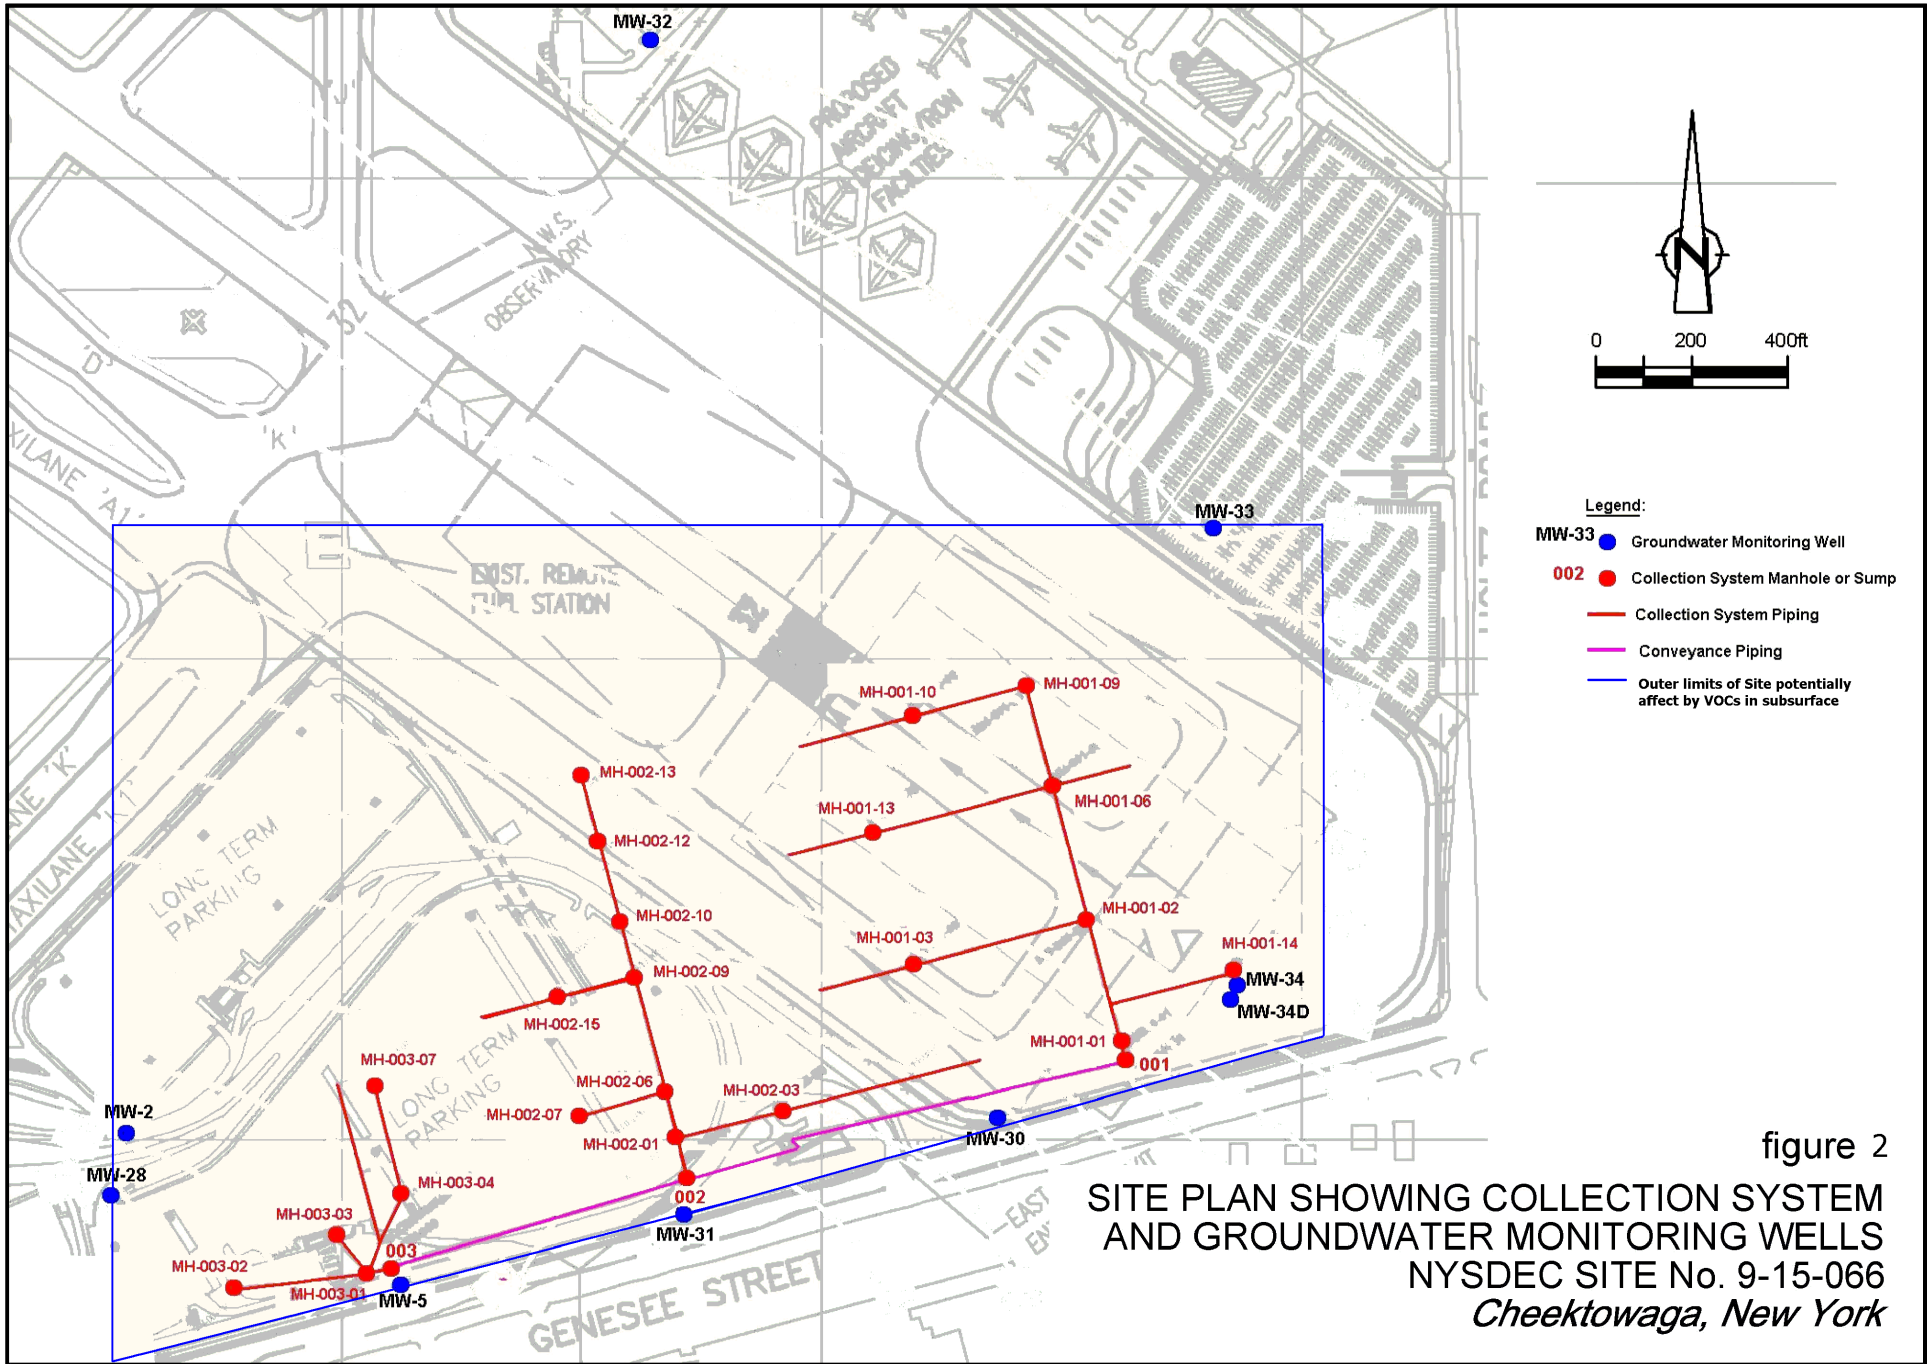 MW-32
PROPOSED
AIRCRAFT
DEICING/IRON
FACILITIES
N.W.S.
OBSERVATORY
32
'D'
'K'
TAXILANE 'A1'
0 200 400ft
Legend:
MW-33 Groundwater Monitoring Well
002 Collection System Manhole or Sump
Collection System Piping
Conveyance Piping
Outer limits of Site potentially
affect by VOCs in subsurface
MW-33
EXIST. REMOTE
FUEL STATION
32
MH-001-09
MH-001-10
MH-002-13
MH-001-06
MH-001-13
MH-002-12
'K'
TAXILANE 'K1'
LONG TERM
PARKING
MH-001-02
MH-002-10
MH-001-03
MH-001-14
MH-002-09
MW-34
MW-34D
MH-002-15
MH-001-01
001
MH-003-07
LONG TERM
PARKING
MH-002-06
MH-002-03
MH-002-07
MW-2
MW-30
MH-002-01
MW-28
MH-003-04
002
MH-003-03
MW-31
003
MH-003-02
MH-003-01
MW-5
GENESEE STREET
EAST
figure 2
SITE PLAN SHOWING COLLECTION SYSTEM
AND GROUNDWATER MONITORING WELLS
NYSDEC SITE No. 9-15-066
Cheektowaga, New York
N